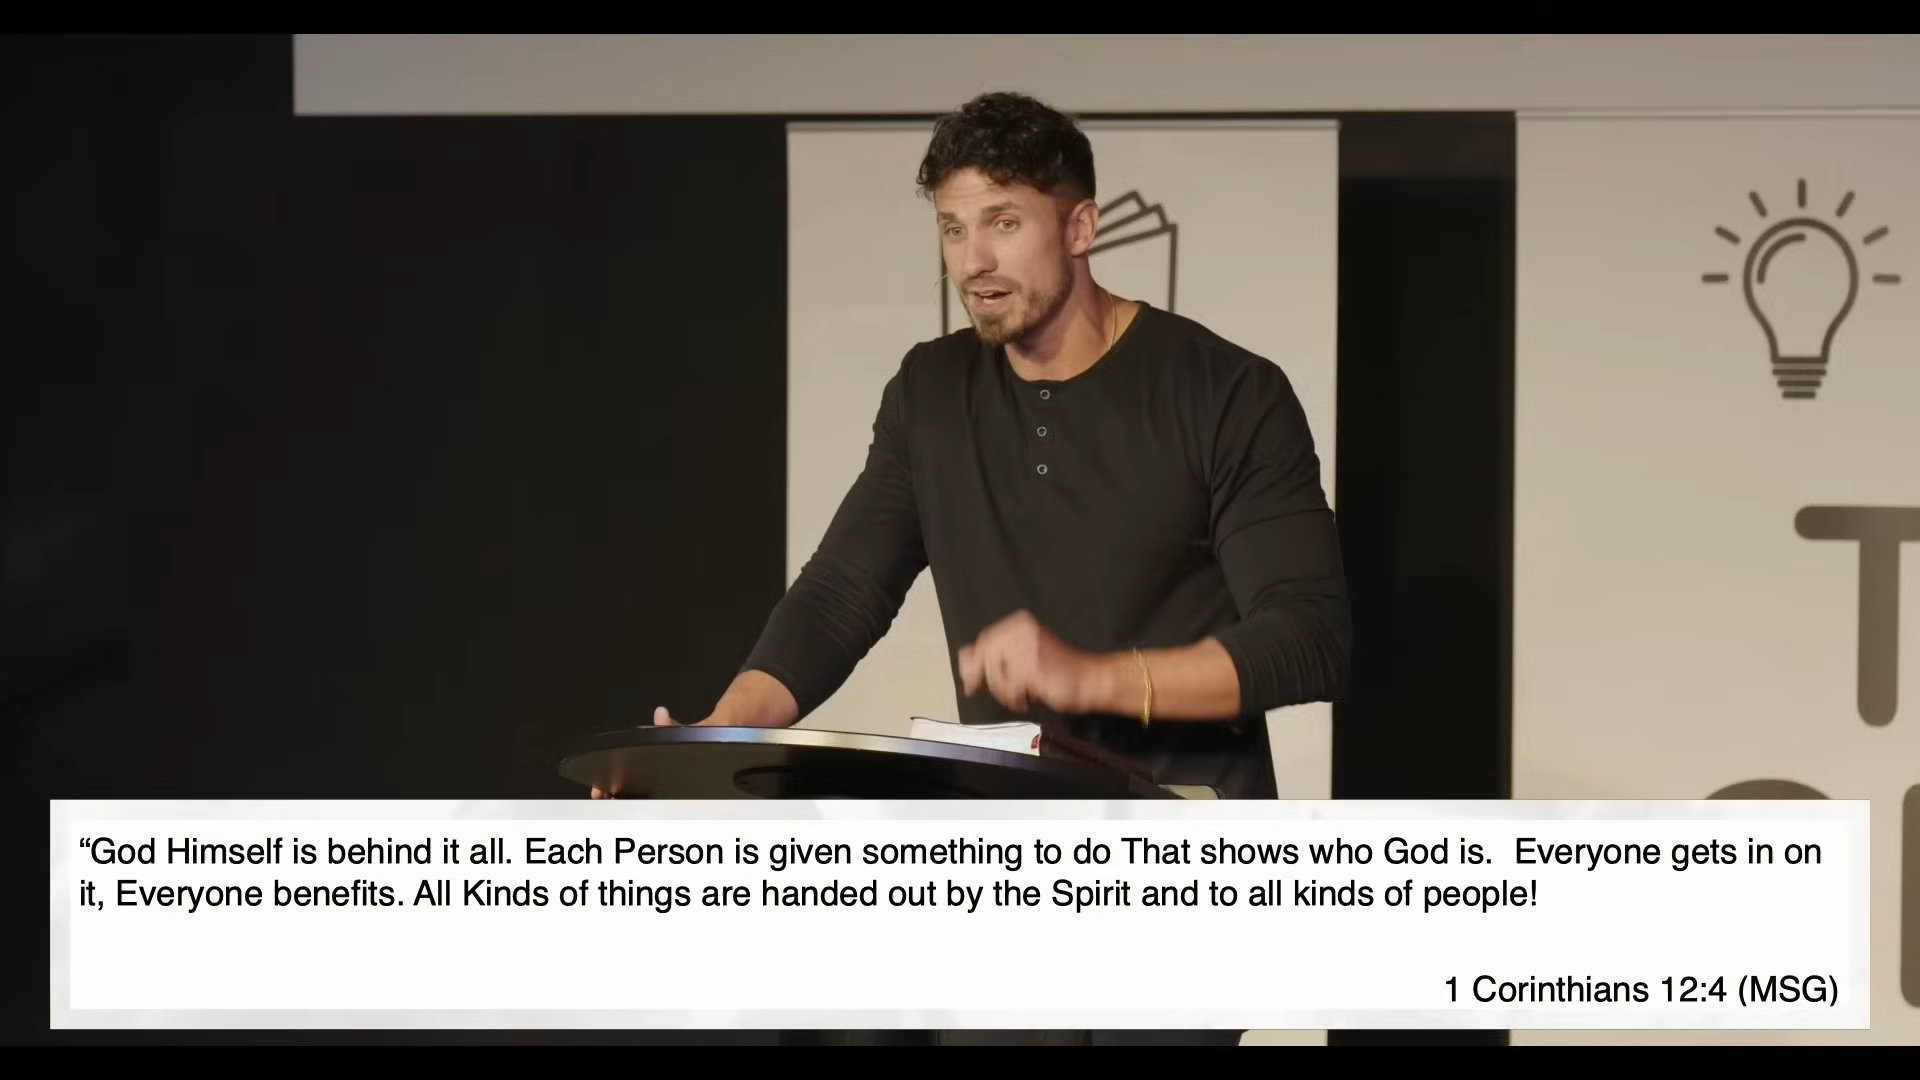 T
“God Himself is behind it all. Each Person is given something to do That shows who God is.  Everyone gets in on
it, Everyone benefits. All Kinds of things are handed out by the Spirit and to all kinds of people!
1 Corinthians 12:4 (MSG)